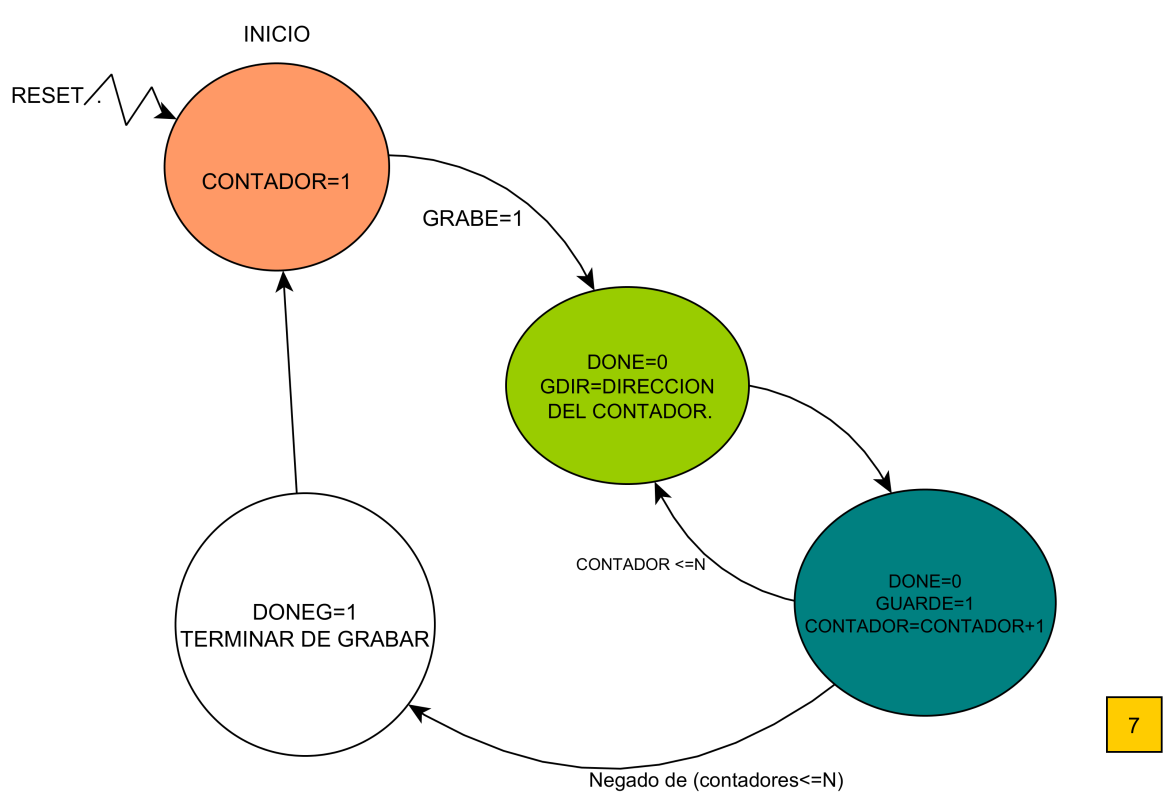 INICIO
RESET .
CONTADOR=1
GRABE=1
DONE=0
GDIR=DIRECCION
DEL CONTADOR.
CONTADOR <=N
DONE=0
GUARDE=1
CONTADOR=CONTADOR+1
DONEG=1
TERMINAR DE GRABAR
7
Negado de (contadores<=N)